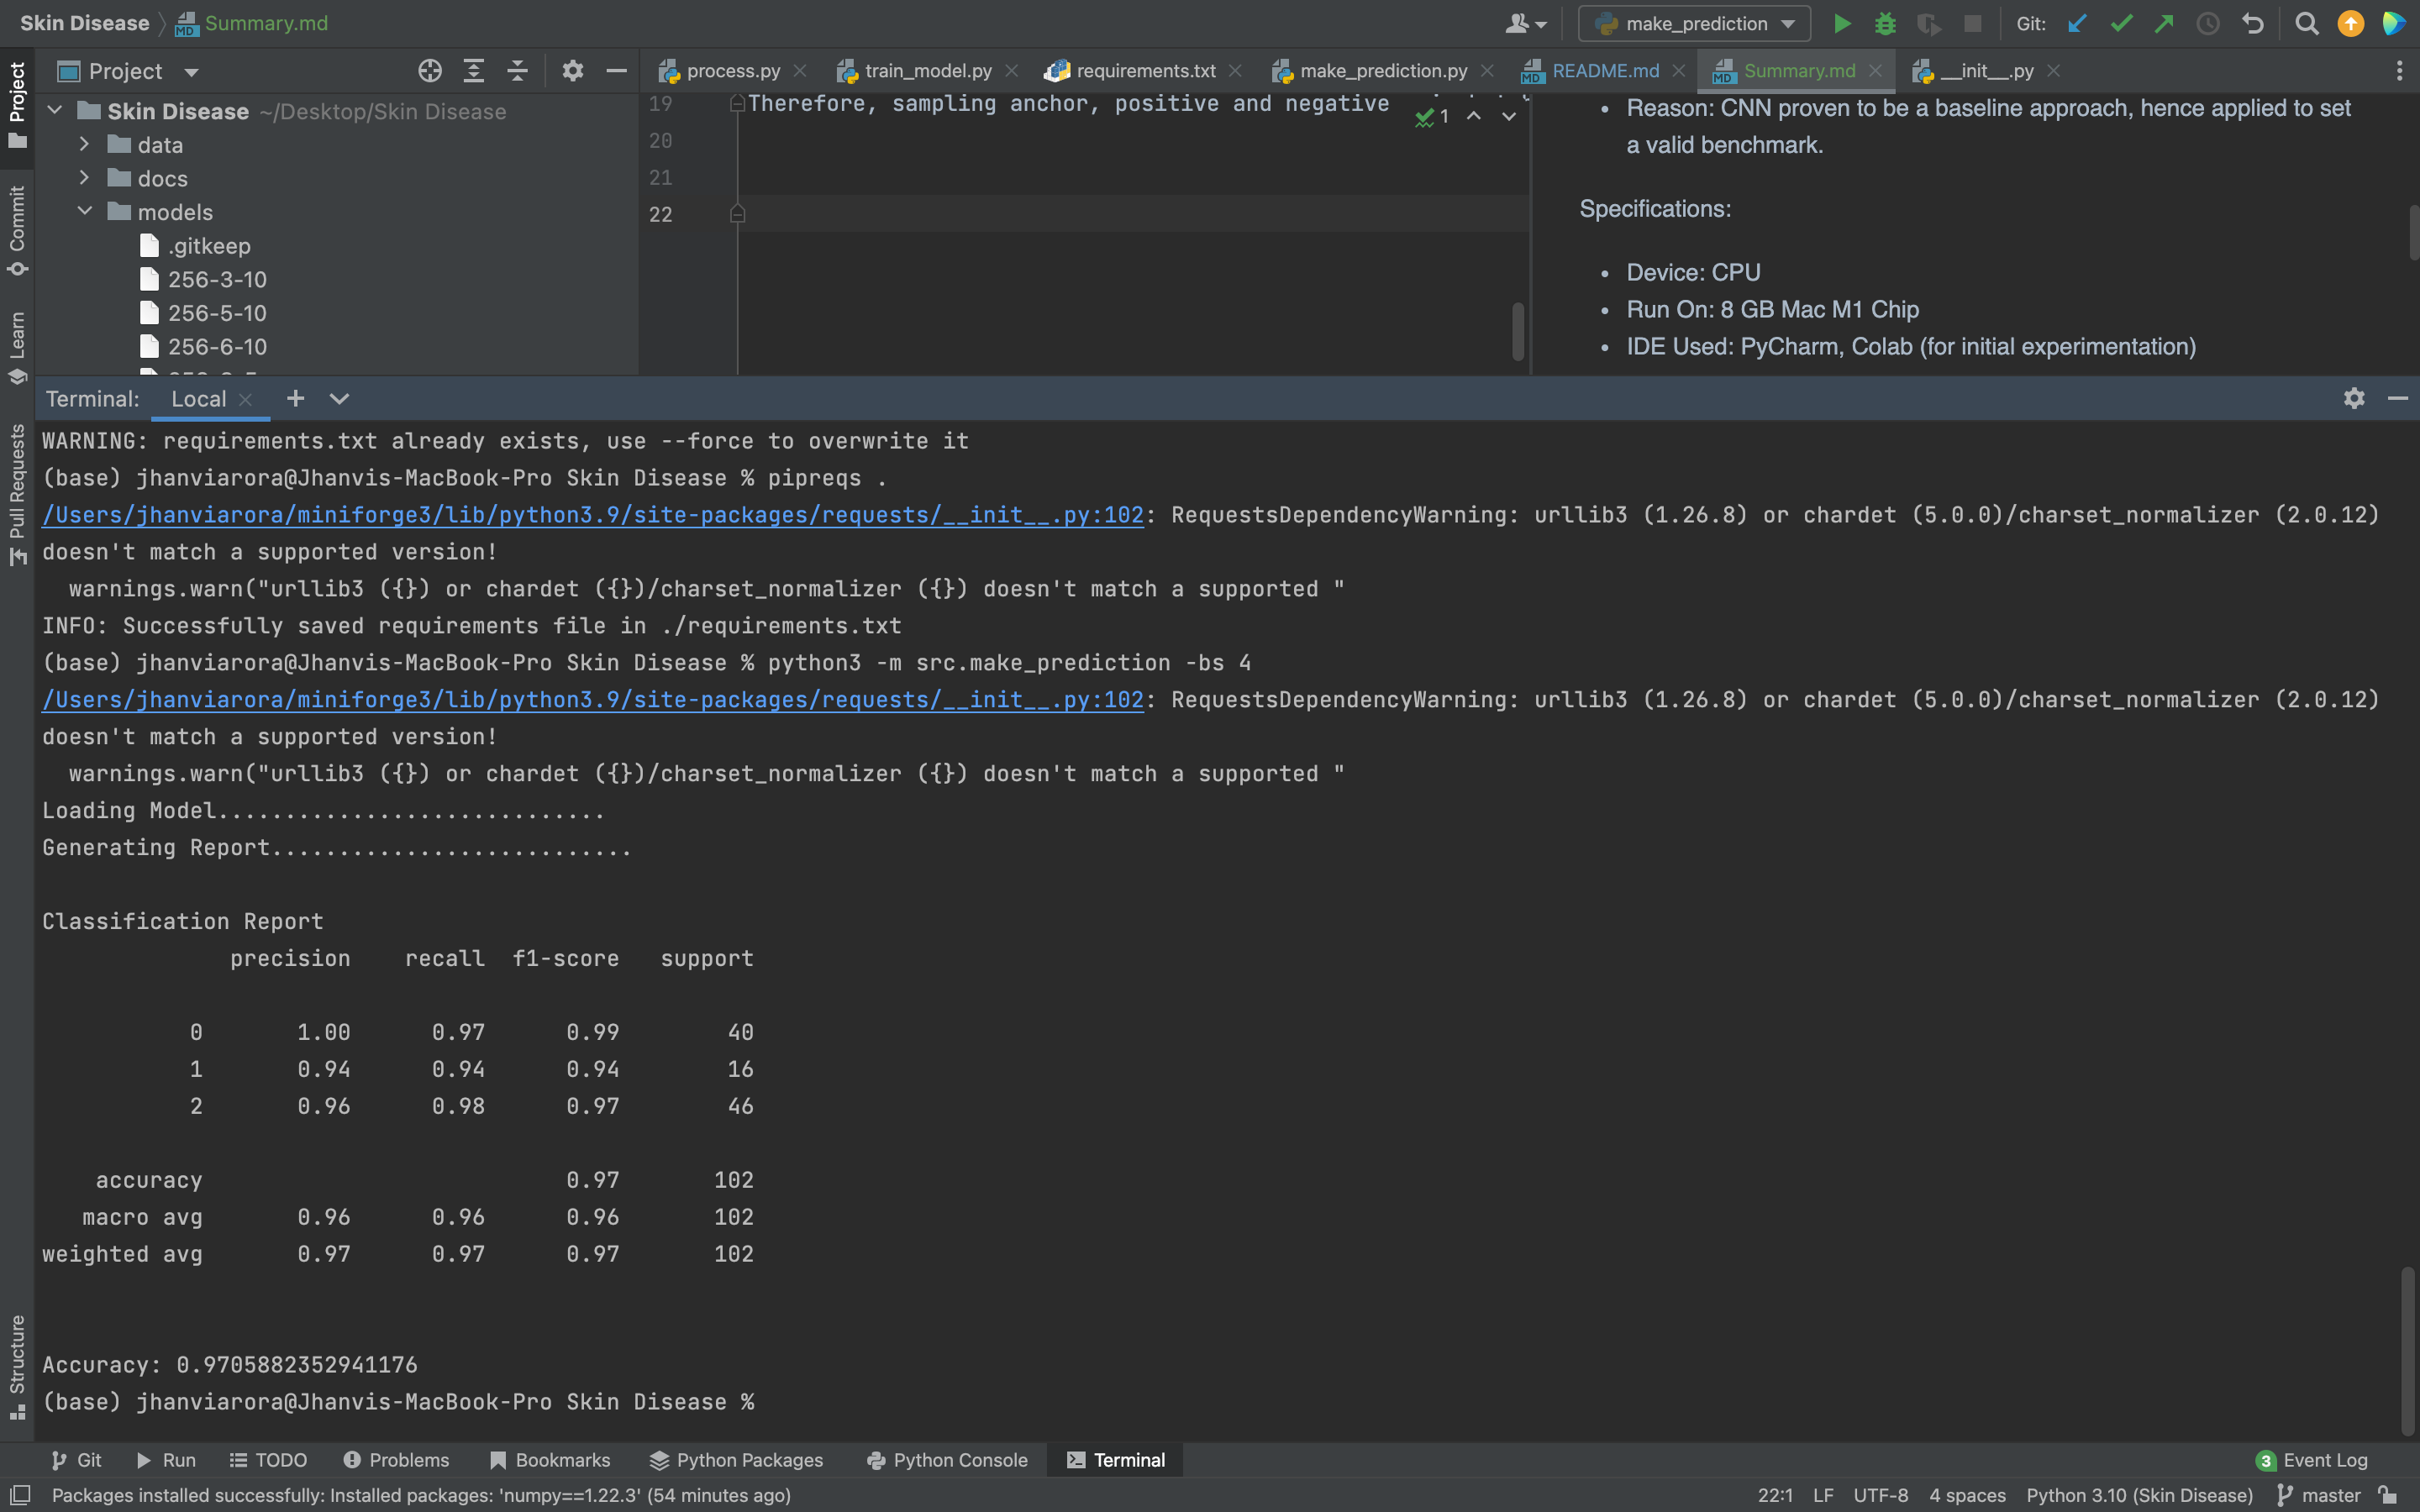 Skin Disease
Summary.md
make_prediction
Git:
Project
process.py
train_model.py
requirements.txt
make_prediction.py
README.md
Summary.md
__init__.py
Project
Commit
Learn
Pull Requests
Structure
Skin Disease ~/Desktop/Skin Disease
data
docs
models
.gitkeep
256-3-10
256-5-10
256-6-10
19 Therefore, sampling anchor, positive and negative
1
20
21
22
• Reason: CNN proven to be a baseline approach, hence applied to set
a valid benchmark.
Specifications:
• Device: CPU
• Run On: 8 GB Mac M1 Chip
• IDE Used: PyCharm, Colab (for initial experimentation)
Terminal: Local
WARNING: requirements.txt already exists, use --force to overwrite it
(base) jhanviarora@Jhanvis-MacBook-Pro Skin Disease % pipreqs .
/Users/jhanviarora/miniforge3/lib/python3.9/site-packages/requests/__init__.py:102: RequestsDependencyWarning: urllib3 (1.26.8) or chardet (5.0.0)/charset_normalizer (2.0.12)
doesn't match a supported version!
warnings.warn("urllib3 ({}) or chardet ({})/charset_normalizer ({}) doesn't match a supported "
INFO: Successfully saved requirements file in ./requirements.txt
(base) jhanviarora@Jhanvis-MacBook-Pro Skin Disease % python3 -m src.make_prediction -bs 4
/Users/jhanviarora/miniforge3/lib/python3.9/site-packages/requests/__init__.py:102: RequestsDependencyWarning: urllib3 (1.26.8) or chardet (5.0.0)/charset_normalizer (2.0.12)
doesn't match a supported version!
warnings.warn("urllib3 ({}) or chardet ({})/charset_normalizer ({}) doesn't match a supported "
Loading Model.............................
Generating Report...........................
Classification Report
precision recall f1-score support
0 1.00 0.97 0.99 40
1 0.94 0.94 0.94 16
2 0.96 0.98 0.97 46
accuracy 0.97 102
macro avg 0.96 0.96 0.96 102
weighted avg 0.97 0.97 0.97 102
Accuracy: 0.9705882352941176
(base) jhanviarora@Jhanvis-MacBook-Pro Skin Disease %
Git
Run
TODO
Problems
Bookmarks
Python Packages
Python Console
Terminal
3 Event Log
Packages installed successfully: Installed packages: 'numpy==1.22.3' (54 minutes ago)
22:1 LF UTF-8 4 spaces Python 3.10 (Skin Disease) master